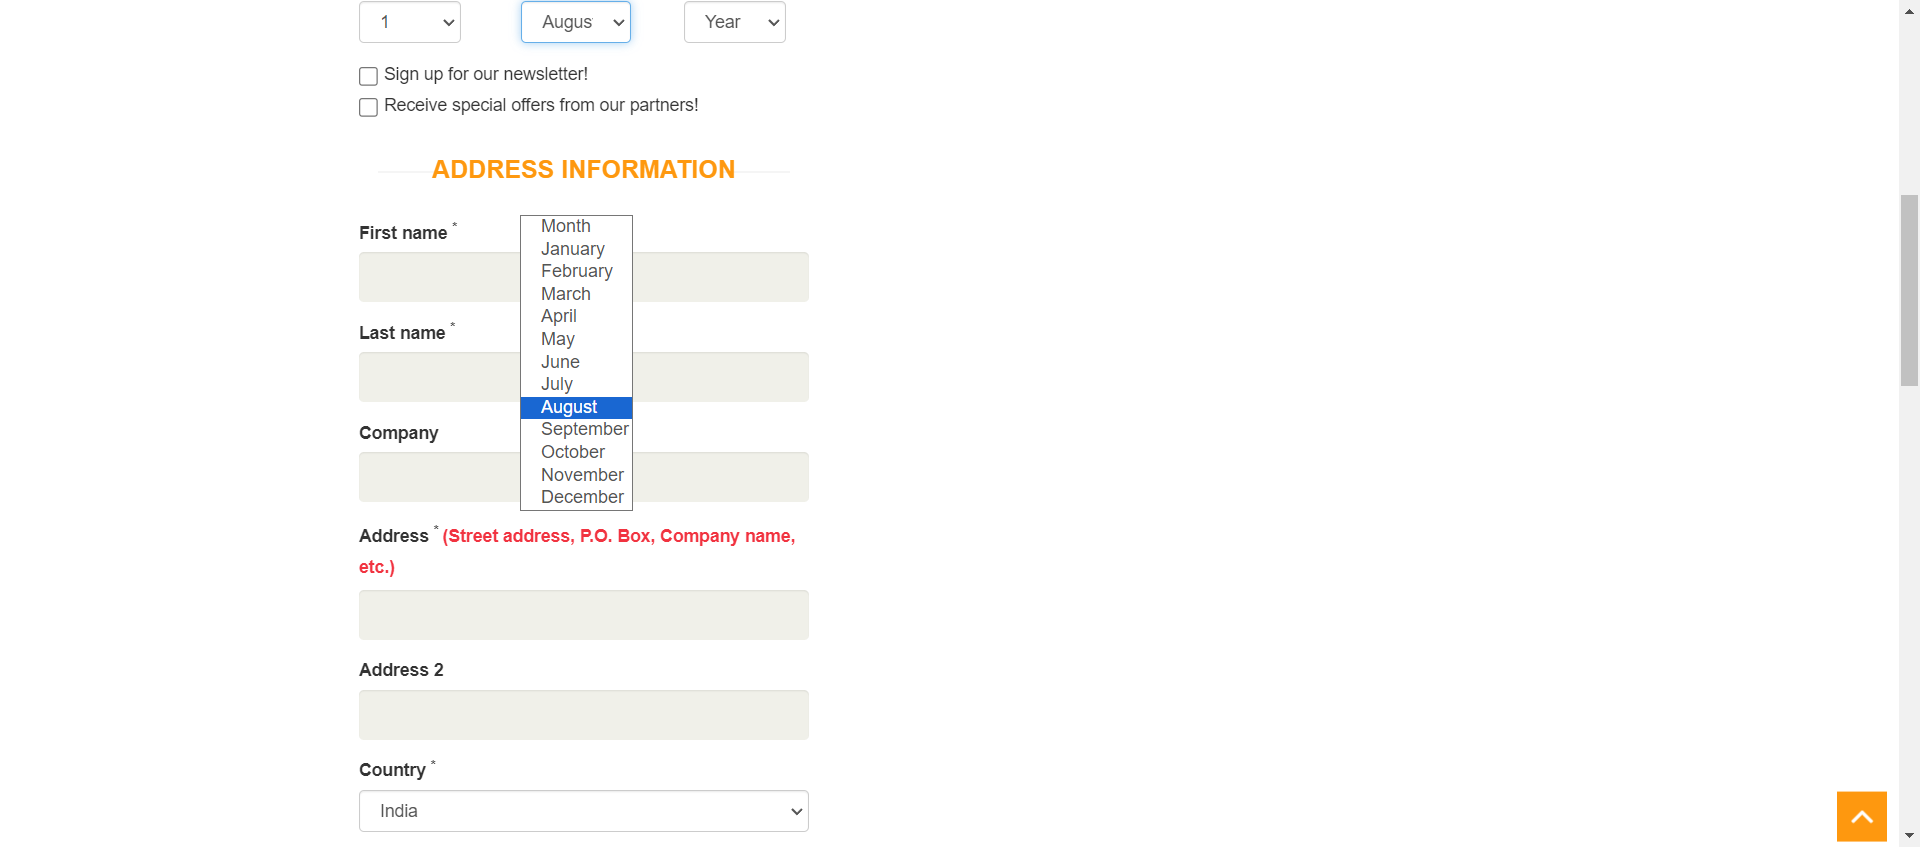 1 Augus Year
Sign up for our newsletter!
Receive special offers from our partners!
ADDRESS INFORMATION
First name *
Month
January
February
March
April
May
June
July
August
September
October
November
December
Last name *
Company
Address * (Street address, P.O. Box, Company name,
etc.)
Address 2
Country *
India